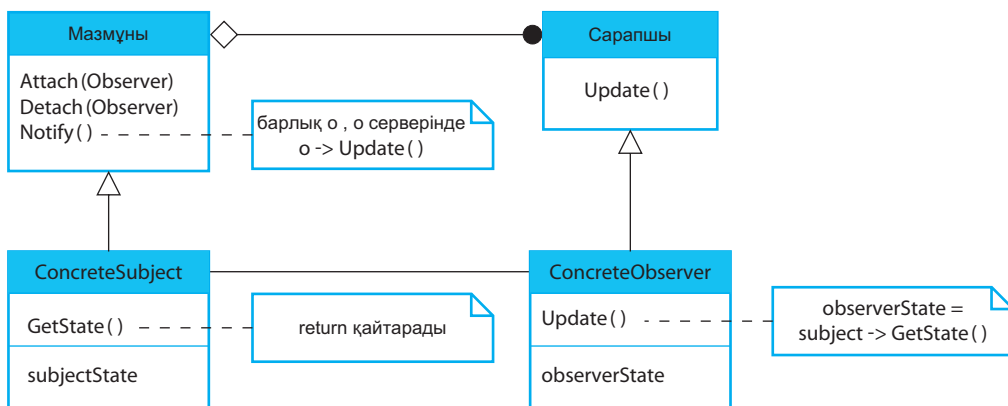 Мазмұны
Сарапшы
Attach(Observer)
Detach(Observer)
Notify()
барлық o , o серверінде
o -> Update()
Update()
ConcreteSubject
ConcreteObserver
GetState()
return қайтарады
Update()
observerState =
subject -> GetState()
subjectState
observerState